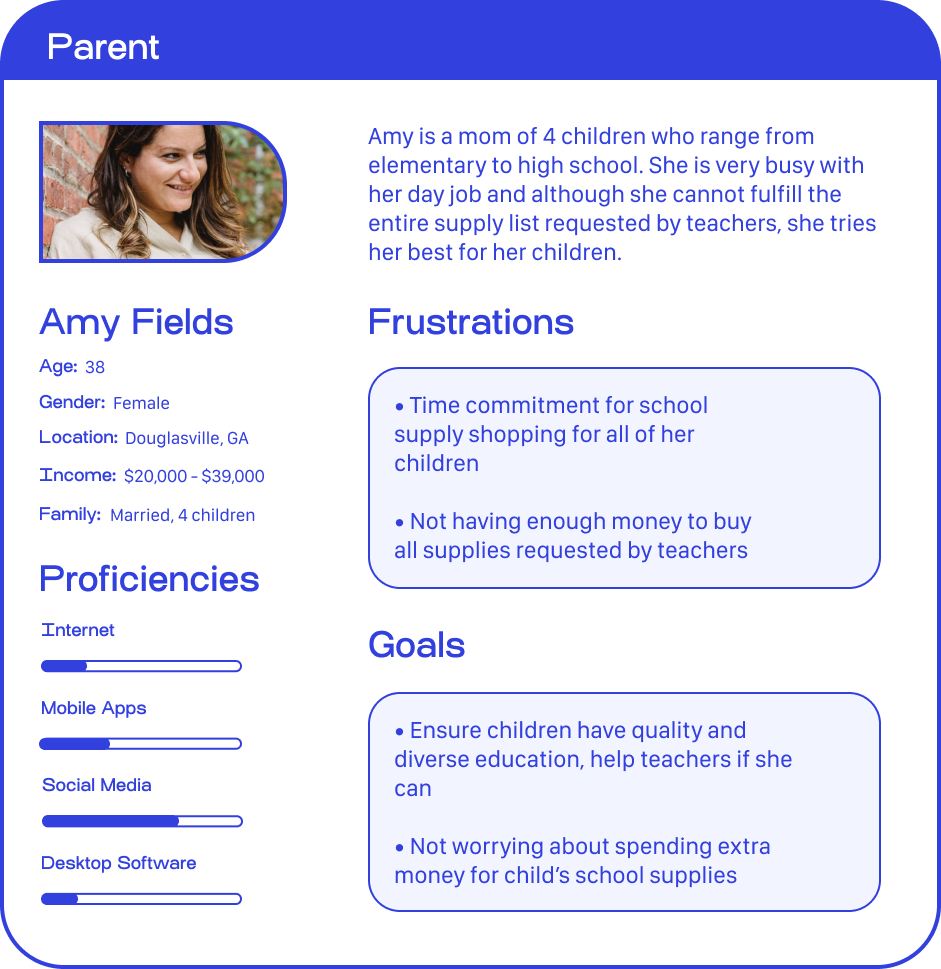 Parent
Amy is a mom of 4 children who range from
elementary to high school. She is very busy with
her day job and although she cannot fulfill the
entire supply list requested by teachers, she tries
her best for her children.
Amy Fields
Age: 38
Gender: Female
Location: Douglasville, GA
Income: $20,000 - $39,000
Family: Married, 4 children
Proficiencies
Internet
Mobile Apps
Social Media
Desktop Software
Frustrations
• Time commitment for school
supply shopping for all of her
children
• Not having enough money to buy
all supplies requested by teachers
Goals
• Ensure children have quality and
diverse education, help teachers if she
can
• Not worrying about spending extra
money for child's school supplies